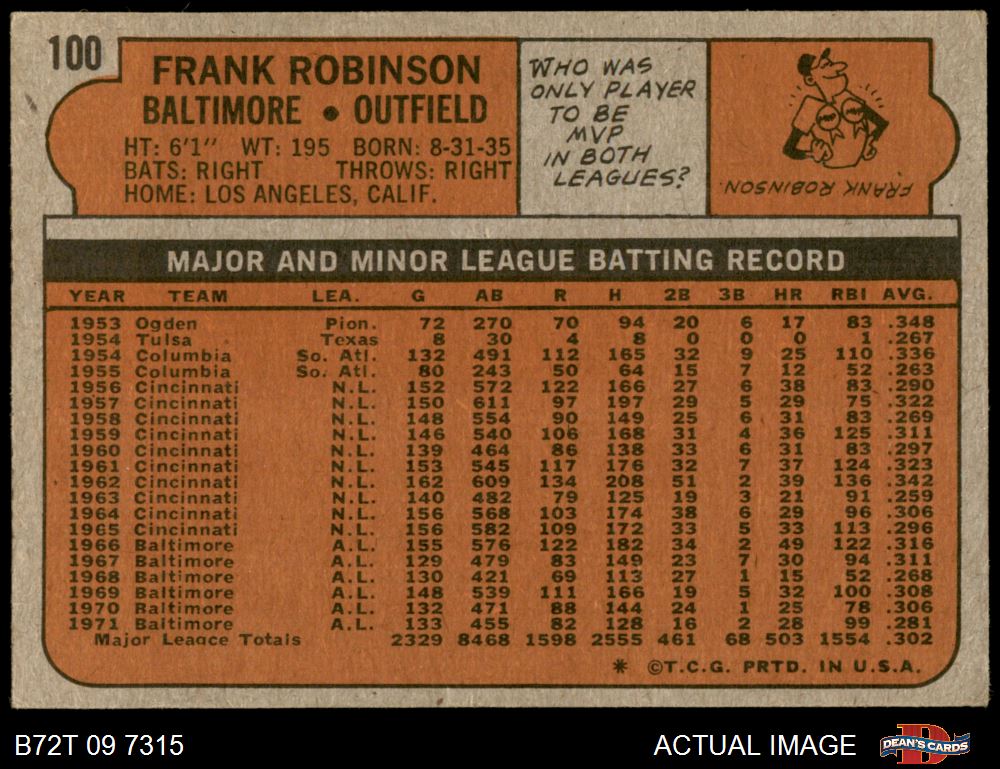 100
FRANK ROBINSON
BALTIMORE • OUTFIELD
HT: 6'1" WT: 195 BORN: 8-31-35
BATS: RIGHT THROWS: RIGHT
HOME: LOS ANGELES, CALIF.
WHO WAS
ONLY PLAYER
TO BE
MVP
IN BOTH
LEAGUES?
FRANK ROBINSON.
MAJOR AND MINOR LEAGUE BATTING RECORD
YEAR TEAM LEA. G AB R H 2B 3B HR RBI AVG.
1953 Ogden Pion. 72 270 70 94 20 6 17 83 .348
1954 Tulsa Texas 8 30 4 8 0 0 0 1 .267
1954 Columbia So. Atl. 132 491 112 165 32 9 25 110 .336
1955 Columbia So. Atl. 80 243 50 64 15 7 12 52 .263
1956 Cincinnati N.L. 152 572 122 166 27 6 38 83 .290
1957 Cincinnati N.L. 150 611 97 197 29 5 29 75 .322
1958 Cincinnati N.L. 148 554 90 149 25 6 31 83 .269
1959 Cincinnati N.L. 146 540 106 168 31 4 36 125 .311
1960 Cincinnati N.L. 139 464 86 138 33 6 31 83 .297
1961 Cincinnati N.L. 153 545 117 176 32 7 37 124 .323
1962 Cincinnati N.L. 162 609 134 208 51 2 39 136 .342
1963 Cincinnati N.L. 140 482 79 125 19 3 21 91 .259
1964 Cincinnati N.L. 156 568 103 174 38 6 29 96 .306
1965 Cincinnati N.L. 156 582 109 172 33 5 33 113 .296
1966 Baltimore A.L. 155 576 122 182 34 2 49 122 .316
1967 Baltimore A.L. 129 479 83 149 23 7 30 94 .311
1968 Baltimore A.L. 130 421 69 113 27 1 15 52 .268
1969 Baltimore A.L. 148 539 111 166 19 5 32 100 .308
1970 Baltimore A.L. 132 471 88 144 24 1 25 78 .306
1971 Baltimore A.L. 133 455 82 128 16 2 28 99 .281
Major League Totals 2329 8468 1598 2555 461 68 503 1554 .302
* ©T.C.G. PRTD. IN U.S.A.
B72T 09 7315
ACTUAL IMAGE
DEAN'S CARDS